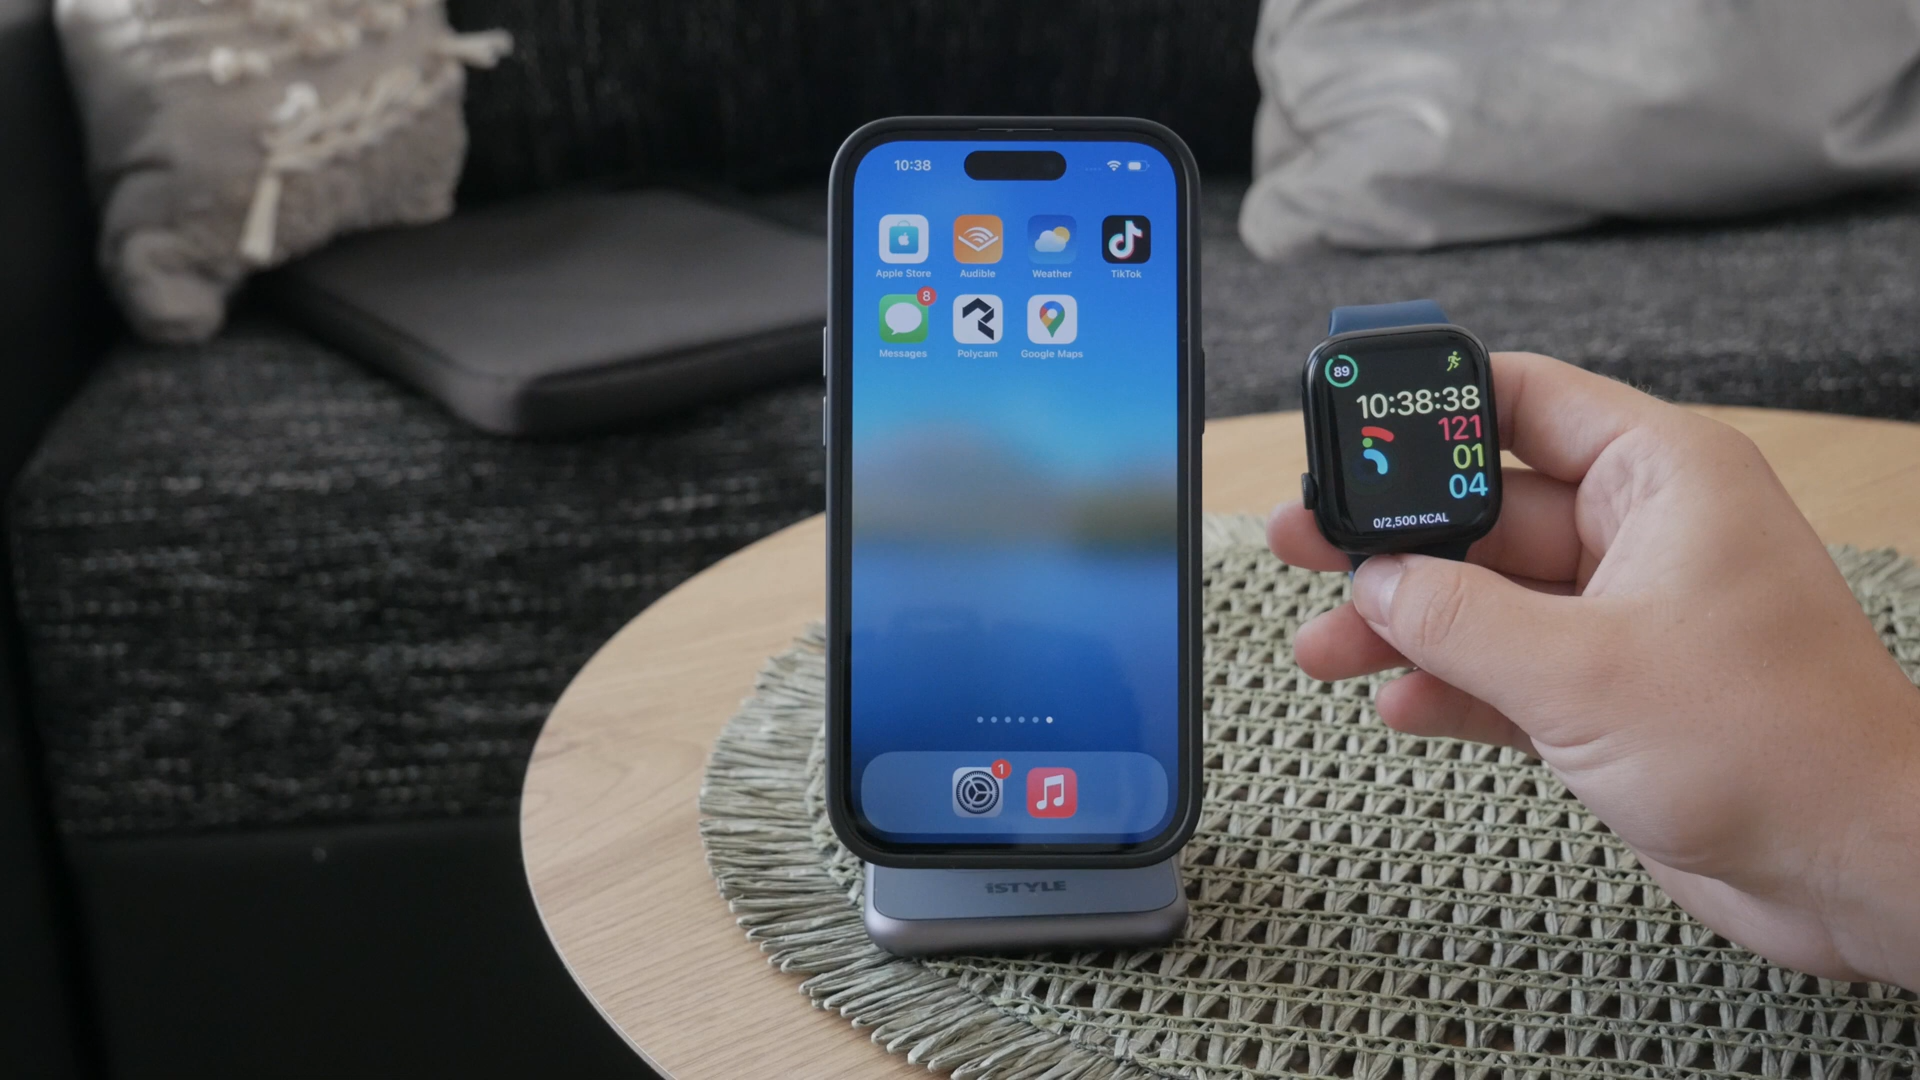 10:38
Apple Store
Audible
Weather
TikTok
8
Messages
Polycam
Google Maps
1
iSTYLE
89
10:38:38
121
01
04
0/2,500 KCAL